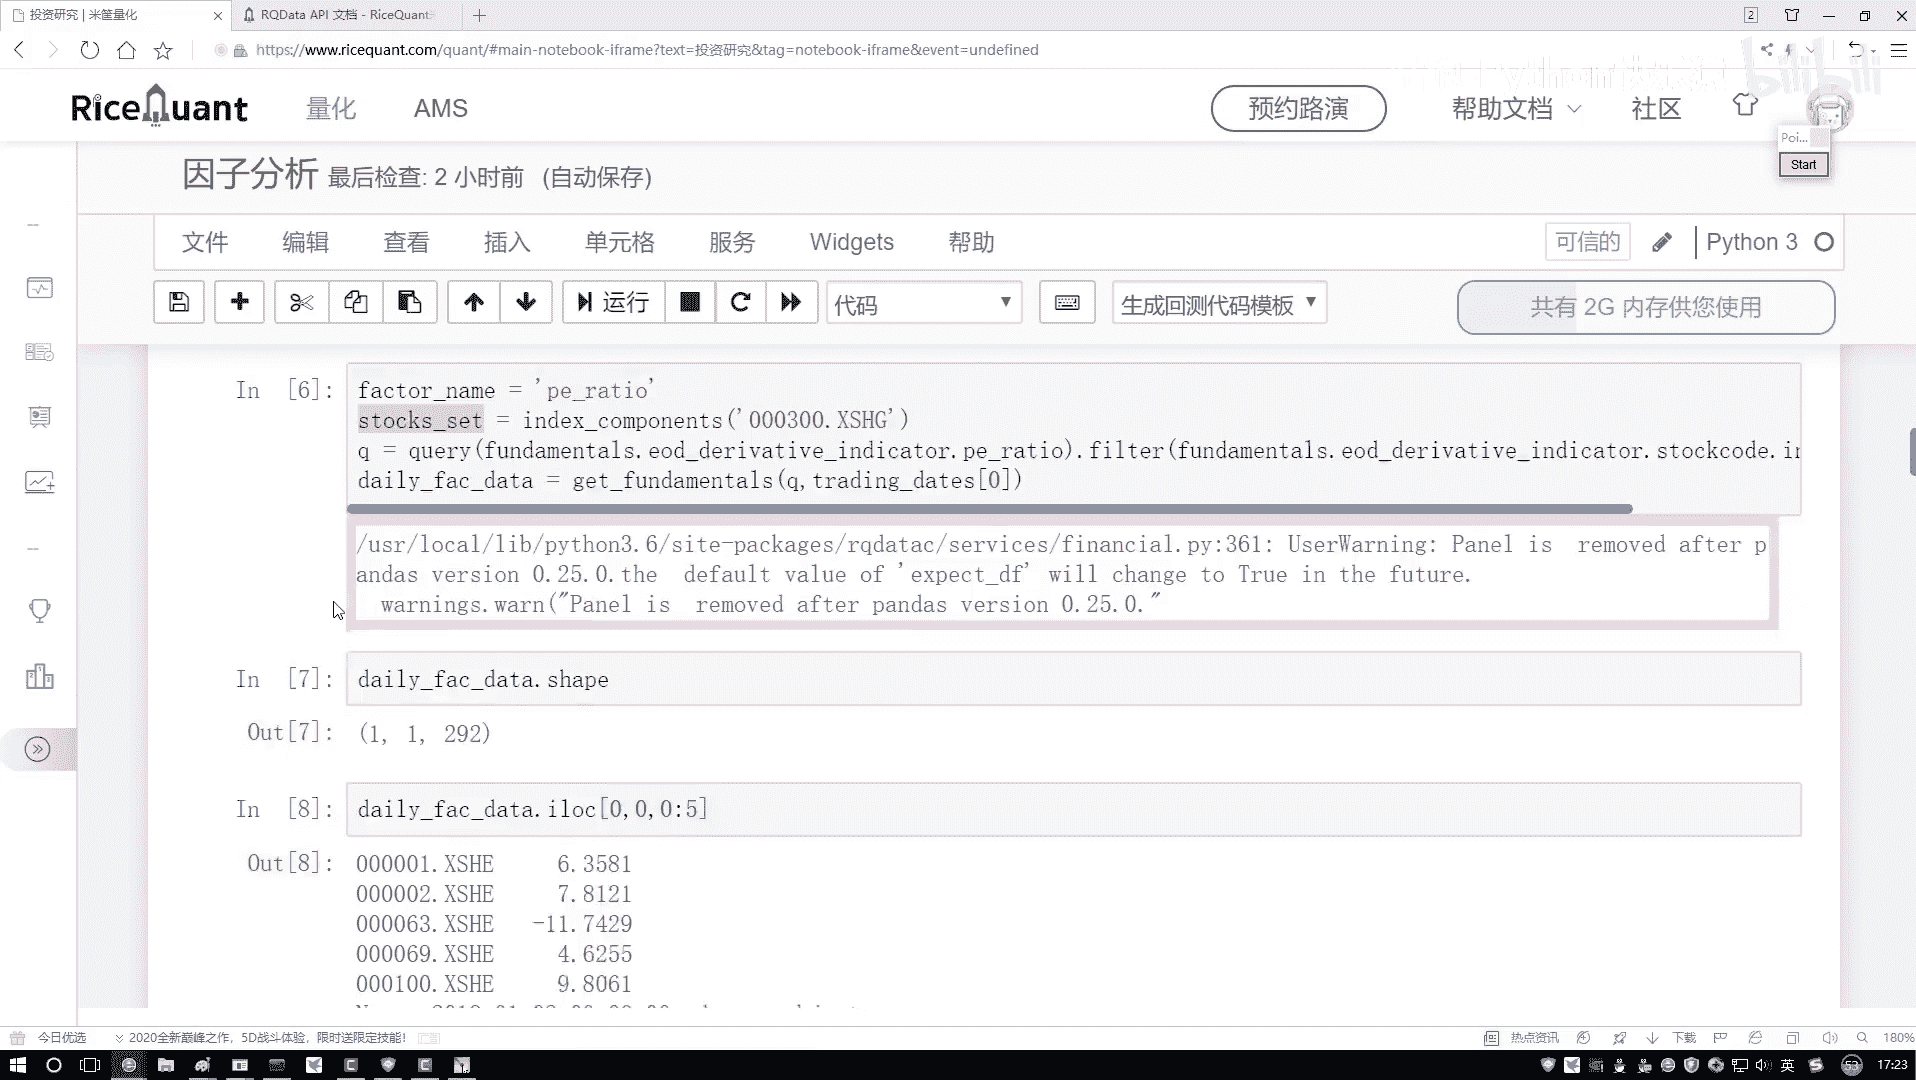 投资研究 | 米筐量化
RQData API 文档 - RiceQuant
2
https://www.ricequant.com/quant/#main-notebook-iframe?text=投资研究&tag=notebook-iframe&event=undefined
bilibili
RiceQuant
量化
AMS
预约路演
帮助文档
社区
Poi...
Start
因子分析 最后检查: 2 小时前 (自动保存)
文件 编辑 查看 插入 单元格 服务 Widgets 帮助
可信的
Python 3
运行
代码
生成回测代码模板
共有 2G 内存供您使用
In [6]:
factor_name = 'pe_ratio'
stocks_set = index_components('000300.XSHG')
q = query(fundamentals.eod_derivative_indicator.pe_ratio).filter(fundamentals.eod_derivative_indicator.stockcode.in
daily_fac_data = get_fundamentals(q,trading_dates[0])
/usr/local/lib/python3.6/site-packages/rqdatac/services/financial.py:361: UserWarning: Panel is  removed after p
andas version 0.25.0.the  default value of 'expect_df' will change to True in the future.
warnings.warn("Panel is  removed after pandas version 0.25.0."
In [7]:
daily_fac_data.shape
Out[7]:
(1, 1, 292)
In [8]:
daily_fac_data.iloc[0,0,0:5]
Out[8]:
000001.XSHE 6.3581
000002.XSHE 7.8121
000063.XSHE -11.7429
000069.XSHE 4.6255
000100.XSHE 9.8061
今日优选
2020全新巅峰之作，5D战斗体验，限时送限定技能！
热点资讯
下载
180%
英
53
17:23